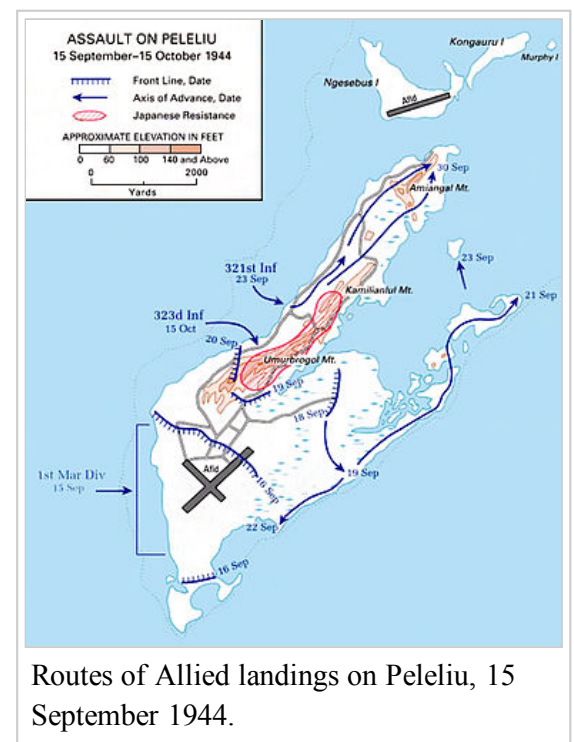 ASSAULT ON PELELIU
15 September–15 October 1944
Front Line, Date
Axis of Advance, Date
Japanese Resistance
APPROXIMATE ELEVATION IN FEET
0 60 100 140 and Above
0 2000
Yards
Kongauru I
Murphy I
Ngesebus I
Afld
30 Sep
Amiangal Mt.
321st Inf
23 Sep
23 Sep
Kamilianlul Mt.
21 Sep
323d Inf
15 Oct
20 Sep
Umurbrogol Mt.
19 Sep
18 Sep
1st Mar Div
15 Sep
Afld
16 Sep
19 Sep
22 Sep
16 Sep
Routes of Allied landings on Peleliu, 15
September 1944.